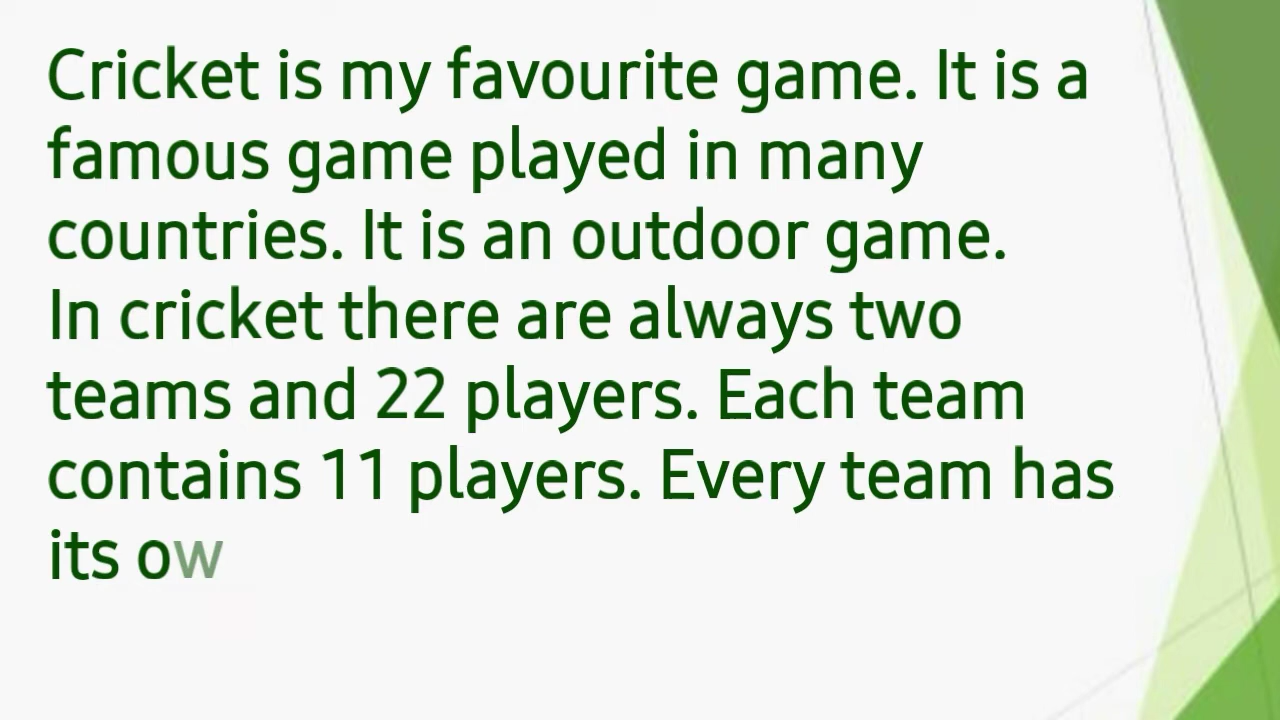 Cricket is my favourite game. It is a
famous game played in many
countries. It is an outdoor game.
In cricket there are always two
teams and 22 players. Each team
contains 11 players. Every team has
its ow